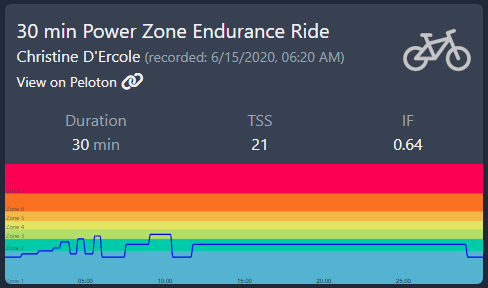 30 min Power Zone Endurance Ride
Christine D'Ercole (recorded: 6/15/2020, 06:20 AM)
View on Peloton
Duration TSS IF
30 min 21 0.64
Zone 6
Zone 5
Zone 4
Zone 3
Zone 2
Zone 1 05:00 10:00 15:00 20:00 25:00